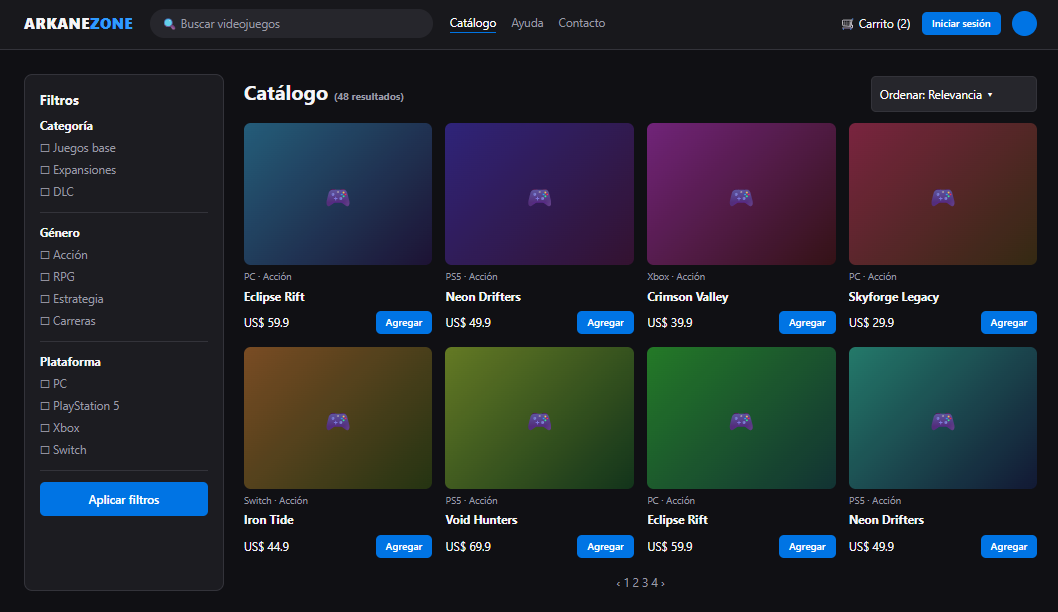 ARKANEZONE
Buscar videojuegos
Catálogo Ayuda Contacto
Carrito (2)
Iniciar sesión
Filtros
Categoría
Juegos base
Expansiones
DLC
Género
Acción
RPG
Estrategia
Carreras
Plataforma
PC
PlayStation 5
Xbox
Switch
Aplicar filtros
Catálogo (48 resultados)
Ordenar: Relevancia ▾
PC · Acción
Eclipse Rift
US$ 59.9 Agregar
PS5 · Acción
Neon Drifters
US$ 49.9 Agregar
Xbox · Acción
Crimson Valley
US$ 39.9 Agregar
PC · Acción
Skyforge Legacy
US$ 29.9 Agregar
Switch · Acción
Iron Tide
US$ 44.9 Agregar
PS5 · Acción
Void Hunters
US$ 69.9 Agregar
PC · Acción
Eclipse Rift
US$ 59.9 Agregar
PS5 · Acción
Neon Drifters
US$ 49.9 Agregar
‹ 1 2 3 4 ›